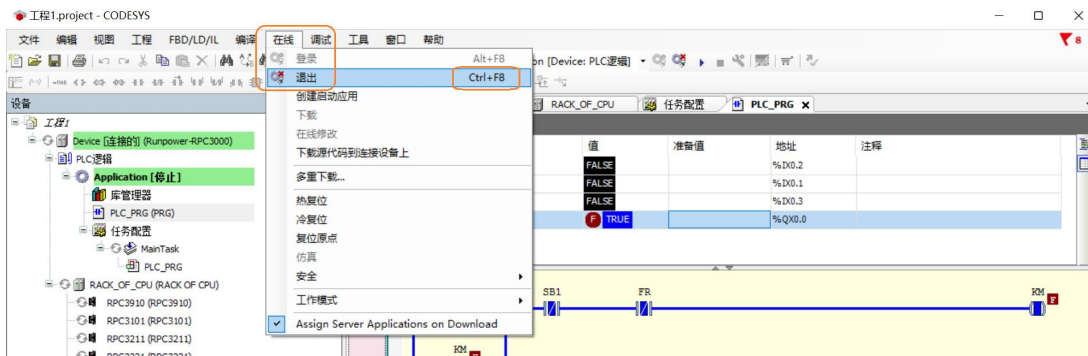 工程1.project - CODESYS
文件 编辑 视图 工程 FBD/LD/IL 编译 在线 调试 工具 窗口 帮助
8
登录 Alt+F8
on [Device: PLC逻辑]
退出 Ctrl+F8
创建启动应用
下载
在线修改
下载源代码到连接设备上
多重下载...
热复位
冷复位
复位原点
仿真
安全
工作模式
Assign Server Applications on Download
设备
工程1
Device [连接的] (Runpower-RPC3000)
PLC逻辑
Application [停止]
库管理器
PLC_PRG (PRG)
任务配置
MainTask
PLC_PRG
RACK_OF_CPU (RACK OF CPU)
RPC3910 (RPC3910)
RPC3101 (RPC3101)
RPC3211 (RPC3211)
RPC3221 (RPC3221)
RACK_OF_CPU 任务配置 PLC_PRG
值 准备值 地址 注释
FALSE %IX0.2
FALSE %IX0.1
FALSE %IX0.3
F TRUE %QX0.0
SB1 FR KM F
KM